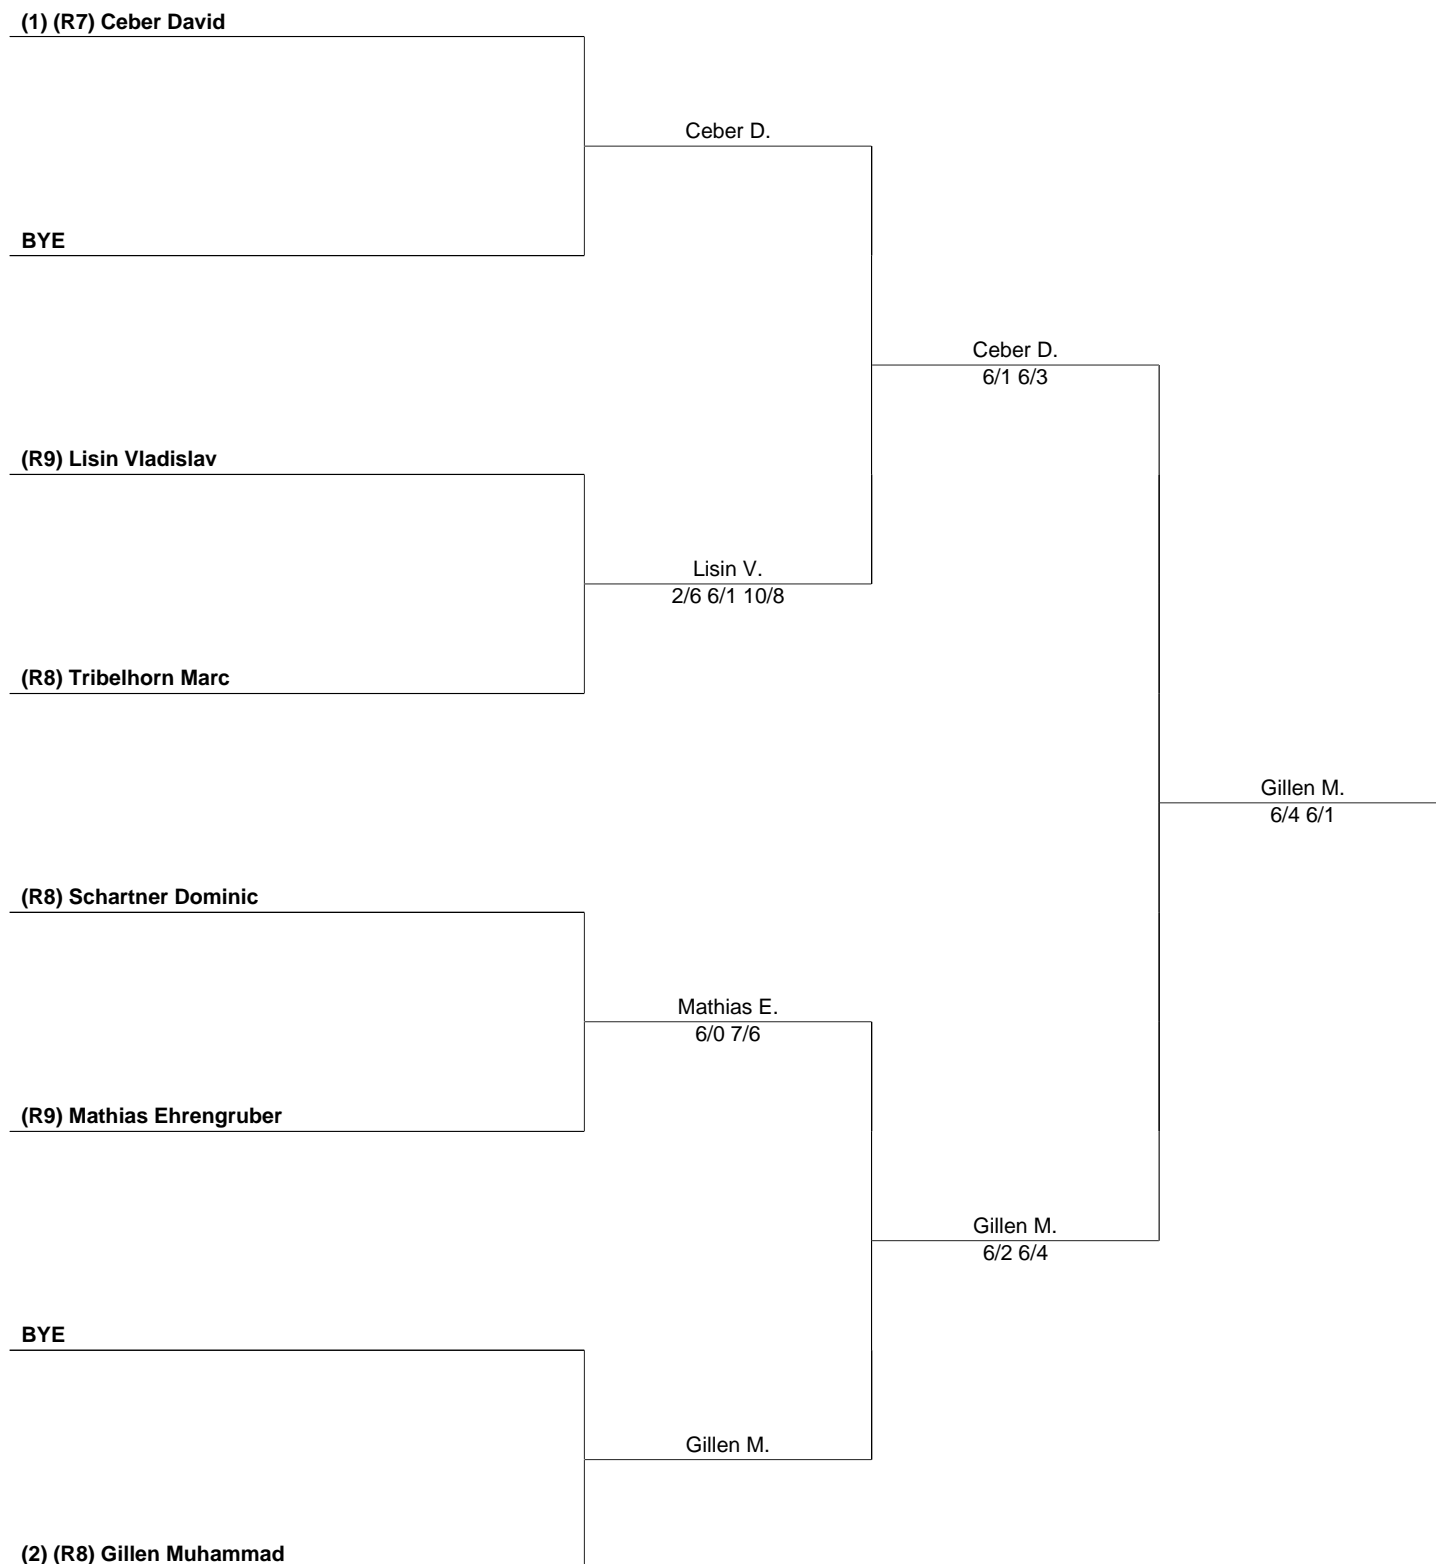 (1) (R7) Ceber David
Ceber D.
BYE
Ceber D.
6/1 6/3
(R9) Lisin Vladislav
Lisin V.
2/6 6/1 10/8
(R8) Tribelhorn Marc
Gillen M.
6/4 6/1
(R8) Schartner Dominic
Mathias E.
6/0 7/6
(R9) Mathias Ehrengruber
Gillen M.
6/2 6/4
BYE
Gillen M.
(2) (R8) Gillen Muhammad